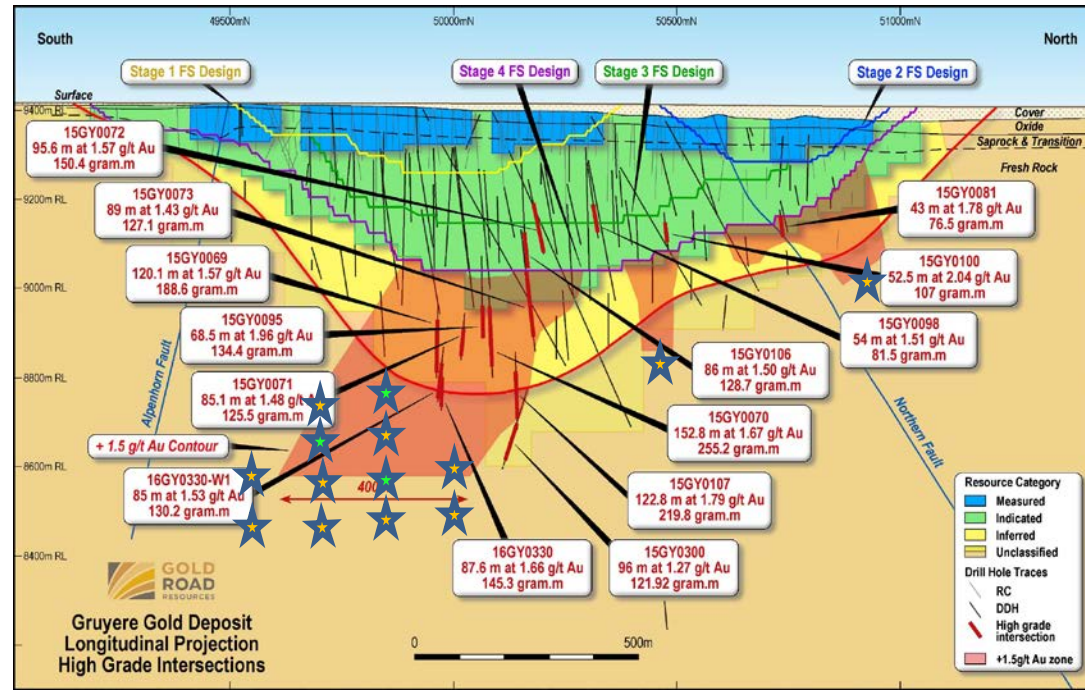 49500mN
50000mN
50500mN
51000mN
South
North
Stage 1 FS Design
Stage 4 FS Design
Stage 3 FS Design
Stage 2 FS Design
Surface
9400m RL
Cover
Oxide
Saprock & Transition
Fresh Rock
15GY0072
95.6 m at 1.57 g/t Au
150.4 gram.m
9200m RL
15GY0073
89 m at 1.43 g/t Au
127.1 gram.m
15GY0081
43 m at 1.78 g/t Au
76.5 gram.m
15GY0069
120.1 m at 1.57 g/t Au
188.6 gram.m
15GY0100
52.5 m at 2.04 g/t Au
107 gram.m
9000m RL
15GY0095
68.5 m at 1.96 g/t Au
134.4 gram.m
15GY0098
54 m at 1.51 g/t Au
81.5 gram.m
15GY0106
86 m at 1.50 g/t Au
128.7 gram.m
8800m RL
15GY0071
85.1 m at 1.48 g/t
125.5 gram.m
Alpenhorn Fault
Northern Fault
15GY0070
152.8 m at 1.67 g/t Au
255.2 gram.m
+ 1.5 g/t Au Contour
8600m RL
16GY0330-W1
85 m at 1.53 g/t Au
130.2 gram.m
400
15GY0107
122.8 m at 1.79 g/t Au
219.8 gram.m
16GY0330
87.6 m at 1.66 g/t Au
145.3 gram.m
15GY0300
96 m at 1.27 g/t Au
121.92 gram.m
8400m RL
GOLD
ROAD
RESOURCES
Gruyere Gold Deposit
Longitudinal Projection
High Grade Intersections
0
500m
Resource Category
Measured
Indicated
Inferred
Unclassified
Drill Hole Traces
RC
DDH
High grade
intersection
+1.5g/t Au zone